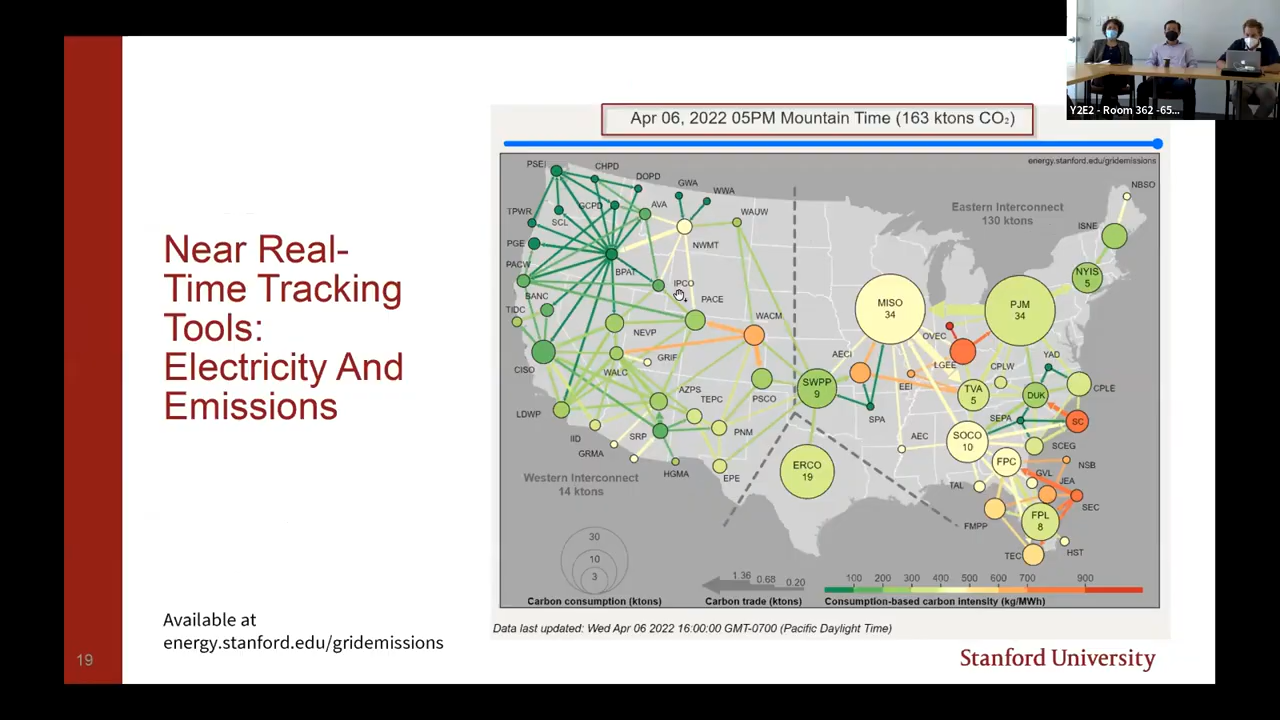 Y2E2 - Room 362 -65...
Near Real-
Time Tracking
Tools:
Electricity And
Emissions
Available at
energy.stanford.edu/gridemissions
19
Apr 06, 2022 05PM Mountain Time (163 ktons CO₂)
energy.stanford.edu/gridemissions
PSEI
CHPD
DOPD
GWA
WWA
NBSO
TPWR
SCL
GCPD
AVA
WAUW
Eastern Interconnect
130 ktons
ISNE
PGE
NWMT
PACW
BPAT
IPCO
NYIS
5
BANC
PACE
MISO
34
PJM
34
TIDC
NEVP
WACM
OVEC
CISO
WALC
GRIF
AECI
LGEE
YAD
EEI
CPLW
AZPS
TEPC
PSCO
SWPP
9
TVA
5
DUK
CPLE
LDWP
SPA
SEPA
SC
IID
SRP
PNM
AEC
SOCO
10
SCEG
GRMA
HGMA
EPE
ERCO
19
FPC
GVL
NSB
JEA
Western Interconnect
14 ktons
TAL
SEC
FMPP
FPL
8
TEC
HST
30
10
3
Carbon consumption (ktons)
1.36 0.68 0.20
Carbon trade (ktons)
100 200 300 400 500 600 700 900
Consumption-based carbon intensity (kg/MWh)
Data last updated: Wed Apr 06 2022 16:00:00 GMT-0700 (Pacific Daylight Time)
Stanford University